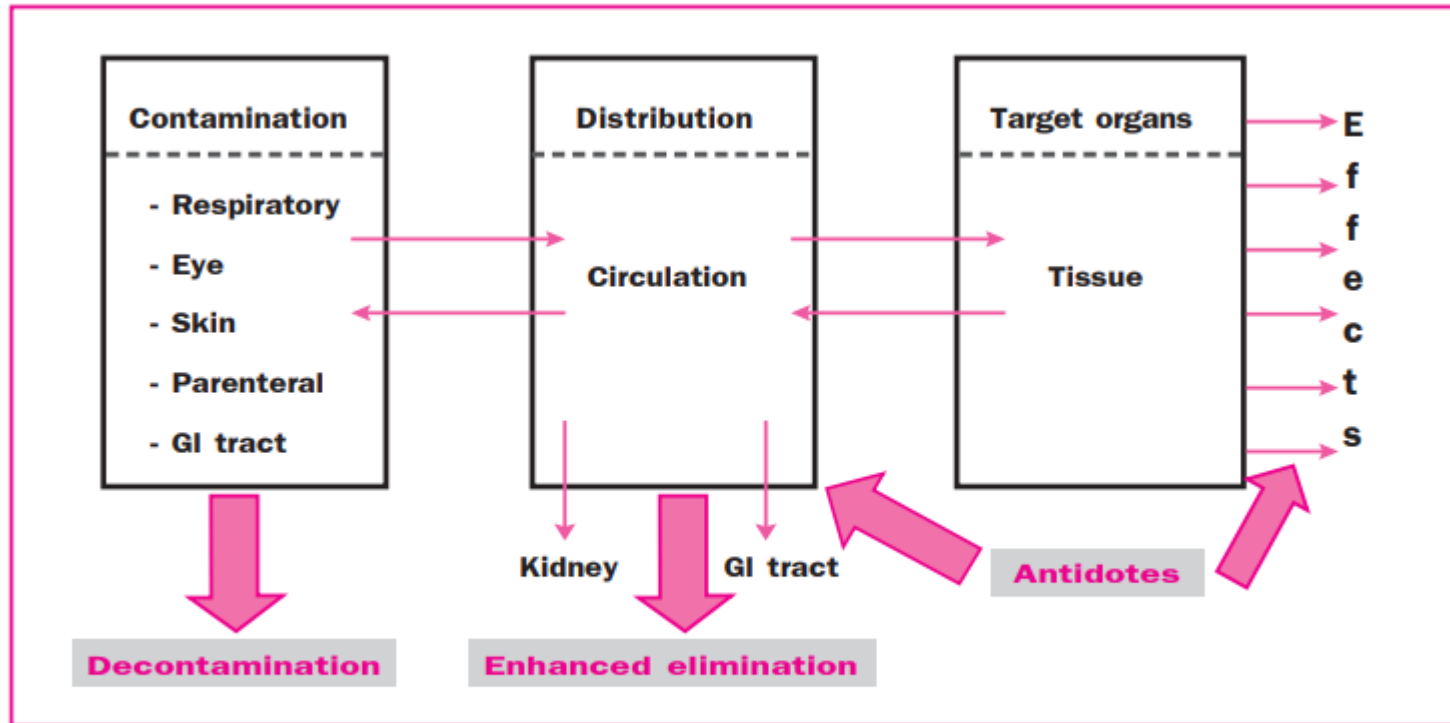 Contamination
- Respiratory
- Eye
- Skin
- Parenteral
- GI tract
Distribution
Circulation
Target organs
Tissue
E
f
f
e
c
t
s
Kidney
GI tract
Antidotes
Decontamination
Enhanced elimination